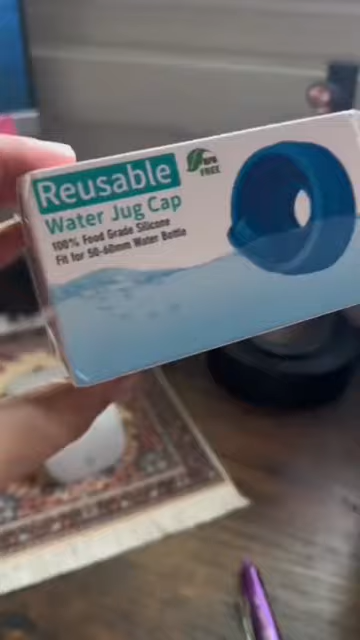 Reusable
BPA
FREE
Water Jug Cap
100% Food Grade Silicone
Fit for 50-60mm Water Bottle